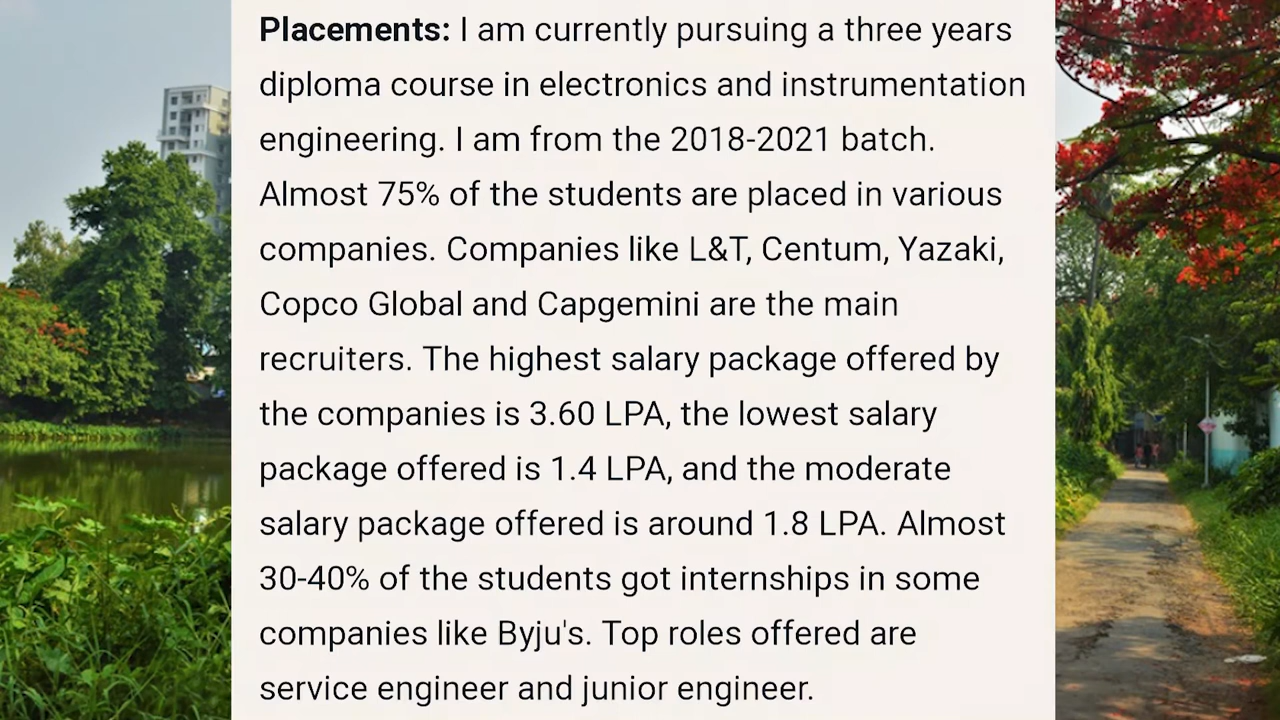 Placements: I am currently pursuing a three years
diploma course in electronics and instrumentation
engineering. I am from the 2018-2021 batch.
Almost 75% of the students are placed in various
companies. Companies like L&T, Centum, Yazaki,
Copco Global and Capgemini are the main
recruiters. The highest salary package offered by
the companies is 3.60 LPA, the lowest salary
package offered is 1.4 LPA, and the moderate
salary package offered is around 1.8 LPA. Almost
30-40% of the students got internships in some
companies like Byju's. Top roles offered are
service engineer and junior engineer.